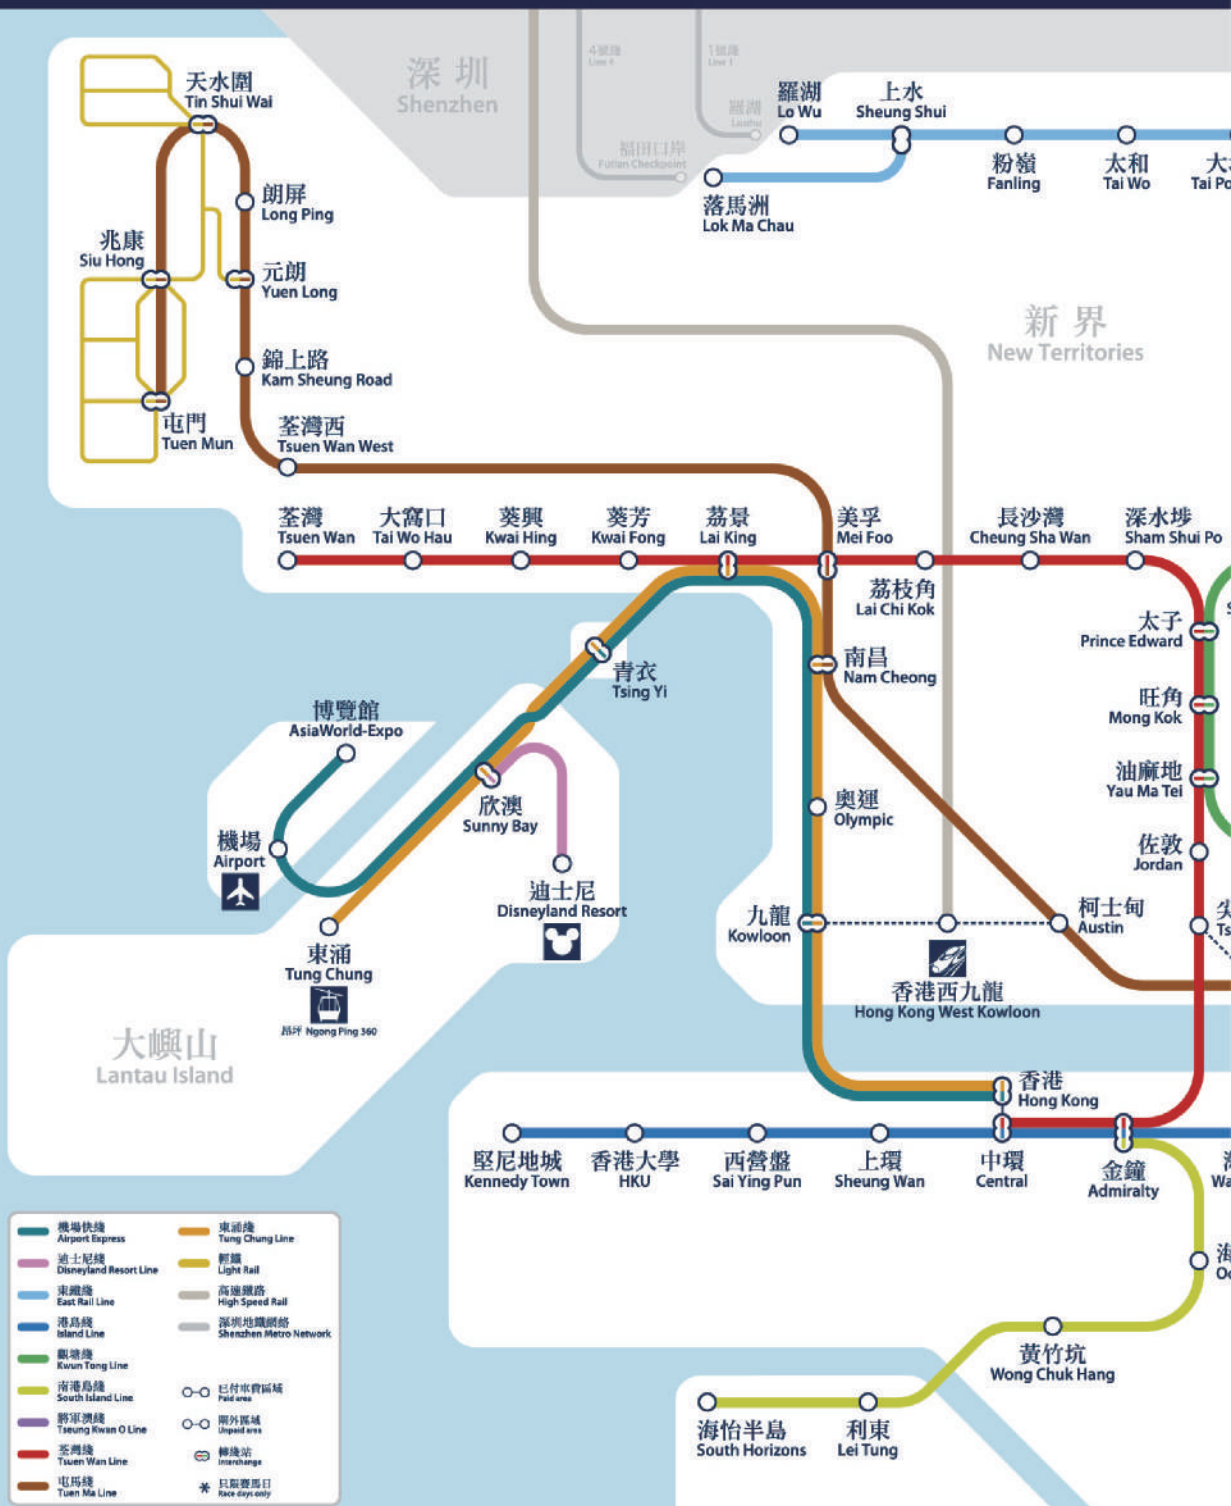 深圳
Shenzhen
4號綫
Line 4
1號綫
羅湖
福田口岸
Futian Checkpoint
天水圍
Tin Shui Wai
朗屏
Long Ping
兆康
Siu Hong
元朗
Yuen Long
錦上路
Kam Sheung Road
屯門
Tuen Mun
荃灣西
Tsuen Wan West
羅湖
Lo Wu
上水
Sheung Shui
粉嶺
Fanling
太和
Tai Wo
Tai Po
落馬洲
Lok Ma Chau
新界
New Territories
荃灣
Tsuen Wan
大窩口
Tai Wo Hau
葵興
Kwai Hing
葵芳
Kwai Fong
荔景
Lai King
美孚
Mei Foo
荔枝角
Lai Chi Kok
長沙灣
Cheung Sha Wan
深水埗
Sham Shui Po
太子
Prince Edward
旺角
Mong Kok
油麻地
Yau Ma Tei
佐敦
Jordan
青衣
Tsing Yi
南昌
Nam Cheong
博覽館
AsiaWorld-Expo
機場
Airport
欣澳
Sunny Bay
迪士尼
Disneyland Resort
東涌
Tung Chung
昂坪 Ngong Ping 360
奧運
Olympic
九龍
Kowloon
香港西九龍
Hong Kong West Kowloon
柯士甸
Austin
大嶼山
Lantau Island
香港
Hong Kong
堅尼地城
Kennedy Town
香港大學
HKU
西營盤
Sai Ying Pun
上環
Sheung Wan
中環
Central
金鐘
Admiralty
黃竹坑
Wong Chuk Hang
海怡半島
South Horizons
利東
Lei Tung
機場快綫
Airport Express
迪士尼綫
Disneyland Resort Line
東鐵綫
East Rail Line
港島綫
Island Line
觀塘綫
Kwun Tong Line
南港島綫
South Island Line
將軍澳綫
Tseung Kwan O Line
荃灣綫
Tsuen Wan Line
屯馬綫
Tuen Ma Line
東涌綫
Tung Chung Line
輕鐵
Light Rail
高速鐵路
High Speed Rail
深圳地鐵網絡
Shenzhen Metro Network
已付車費區域
Paid area
閘外區域
Unpaid area
轉綫站
Interchange
只限賽馬日
Race days only